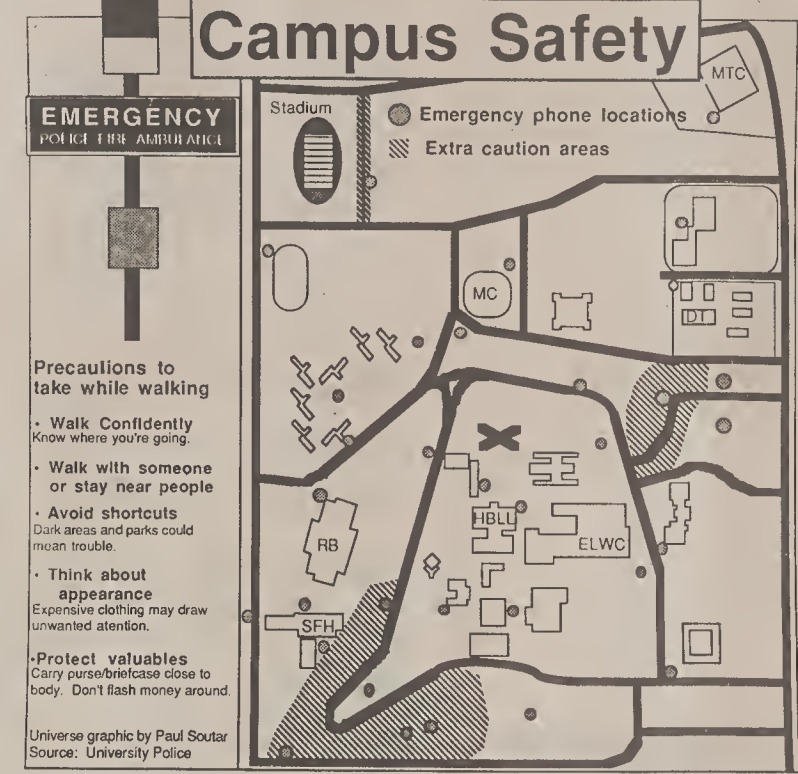 Campus Safety
EMERGENCY
POLICE FIRE AMBULANCE
Precautions to
take while walking
· Walk Confidently
Know where you're going.
· Walk with someone
or stay near people
· Avoid shortcuts
Dark areas and parks could
mean trouble.
· Think about
appearance
Expensive clothing may draw
unwanted atention.
·Protect valuables
Carry purse/briefcase close to
body. Don't flash money around.
Universe graphic by Paul Soutar
Source: University Police
Stadium
Emergency phone locations
Extra caution areas
MTC
MC
DT
HBLL
ELWC
RB
SFH